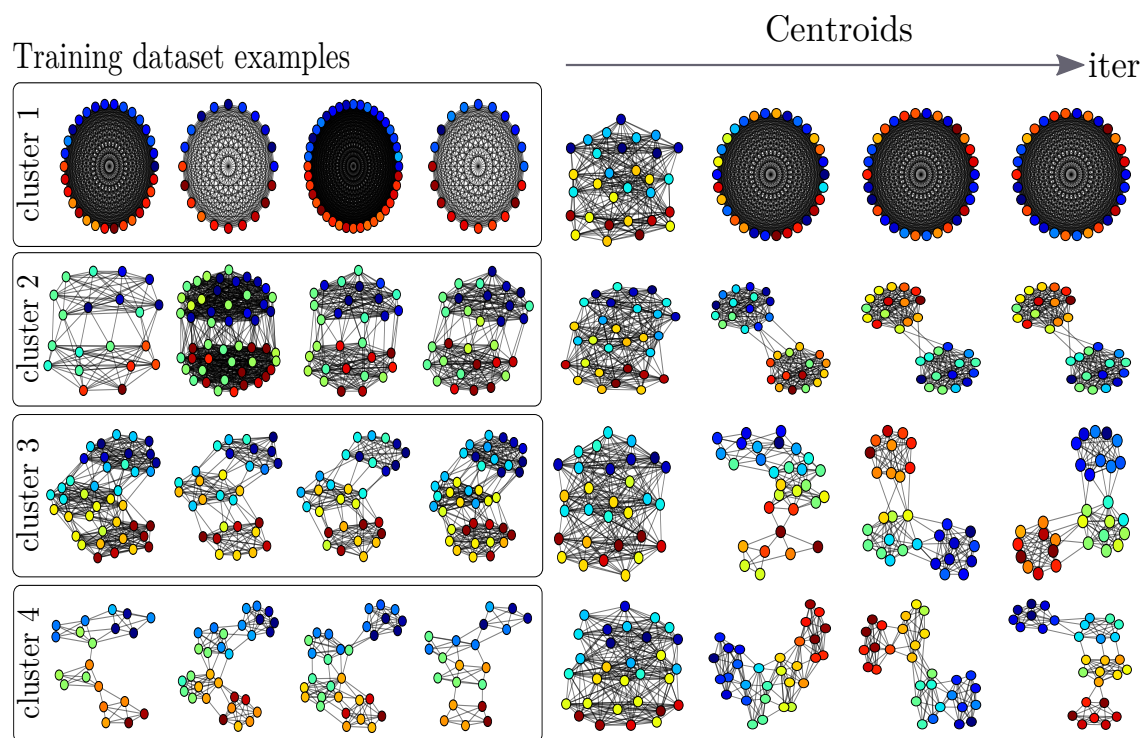 Centroids
Training dataset examples
iter
cluster 1
cluster 2
cluster 3
cluster 4